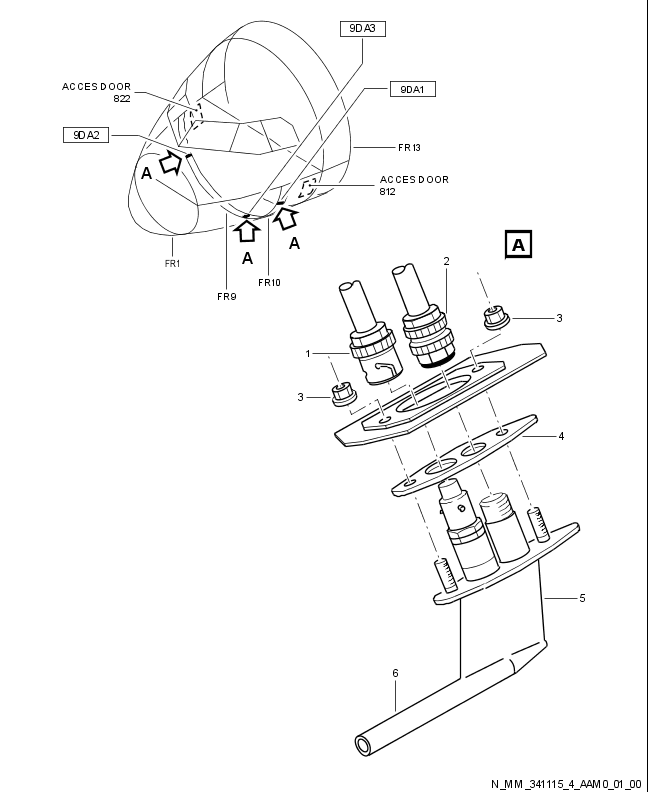 9DA3
ACCES DOOR
822
9DA1
9DA2
FR13
A
ACCES DOOR
812
A
A
FR1
FR9
FR10
A
2
3
1
3
4
5
6
N_MM_341115_4_AAM0_01_00